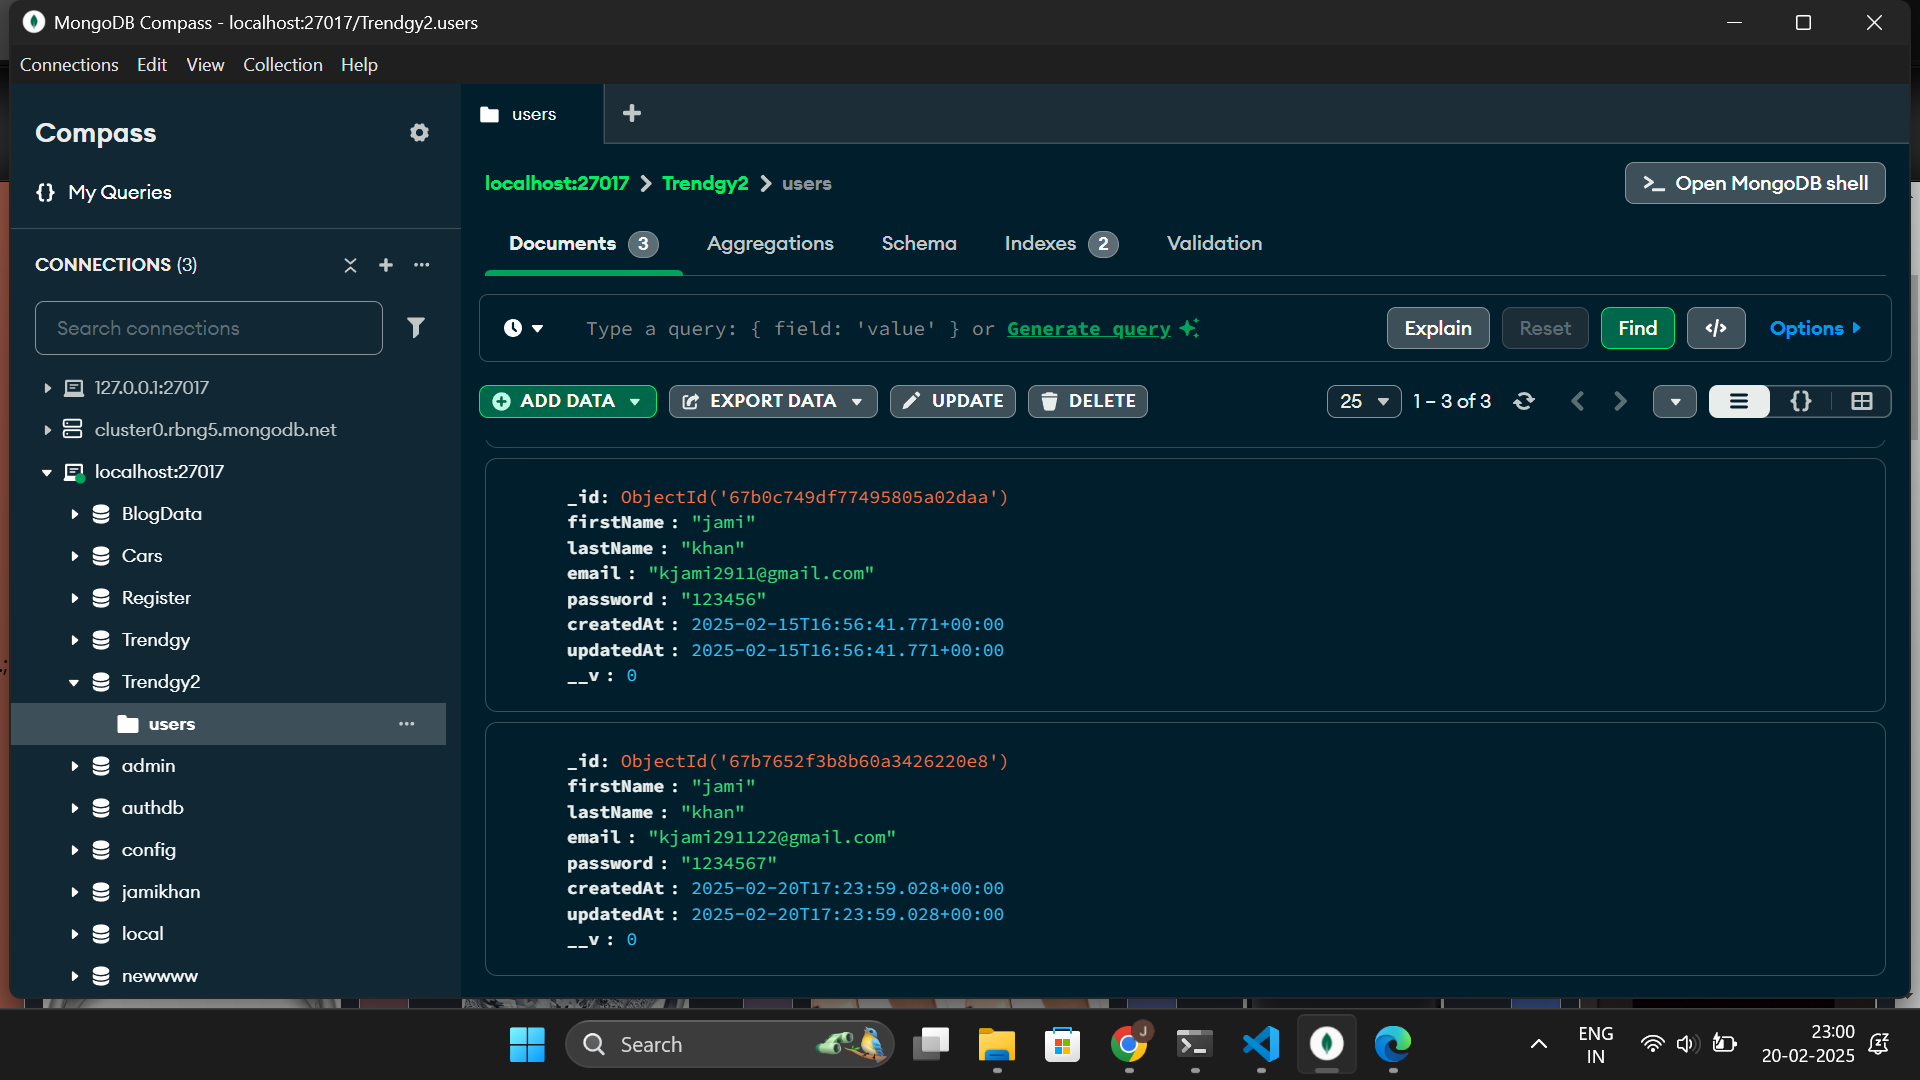 MongoDB Compass - localhost:27017/Trendgy2.users
Connections Edit View Collection Help
Compass
{} My Queries
CONNECTIONS (3)
Search connections
127.0.0.1:27017
cluster0.rbng5.mongodb.net
localhost:27017
BlogData
Cars
Register
Trendgy
Trendgy2
users
admin
authdb
config
jamikhan
local
newwww
users
localhost:27017 > Trendgy2 > users
>_ Open MongoDB shell
Documents 3 Aggregations Schema Indexes 2 Validation
Type a query: { field: 'value' } or Generate query
Explain Reset Find </> Options
ADD DATA EXPORT DATA UPDATE DELETE
25 1 – 3 of 3 {}
_id: ObjectId('67b0c749df77495805a02daa')
firstName : "jami"
lastName : "khan"
email : "kjami2911@gmail.com"
password : "123456"
createdAt : 2025-02-15T16:56:41.771+00:00
updatedAt : 2025-02-15T16:56:41.771+00:00
__v : 0
_id: ObjectId('67b7652f3b8b60a3426220e8')
firstName : "jami"
lastName : "khan"
email : "kjami291122@gmail.com"
password : "1234567"
createdAt : 2025-02-20T17:23:59.028+00:00
updatedAt : 2025-02-20T17:23:59.028+00:00
__v : 0
Search
J
ENG
IN
23:00
20-02-2025